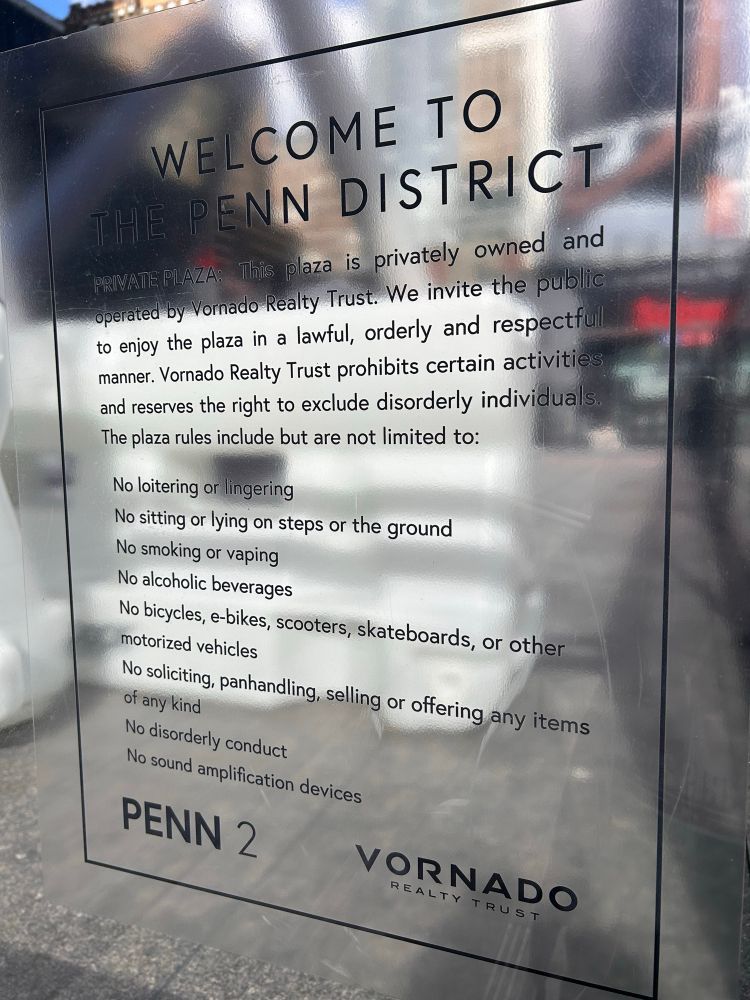 WELCOME TO
THE PENN DISTRICT
PRIVATE PLAZA: This plaza is privately owned and
operated by Vornado Realty Trust. We invite the public
to enjoy the plaza in a lawful, orderly and respectful
manner. Vornado Realty Trust prohibits certain activities
and reserves the right to exclude disorderly individuals.
The plaza rules include but are not limited to:
No loitering or lingering
No sitting or lying on steps or the ground
No smoking or vaping
No alcoholic beverages
No bicycles, e-bikes, scooters, skateboards, or other
motorized vehicles
No soliciting, panhandling, selling or offering any items
of any kind
No disorderly conduct
No sound amplification devices
PENN 2
VORNADO
REALTY TRUST